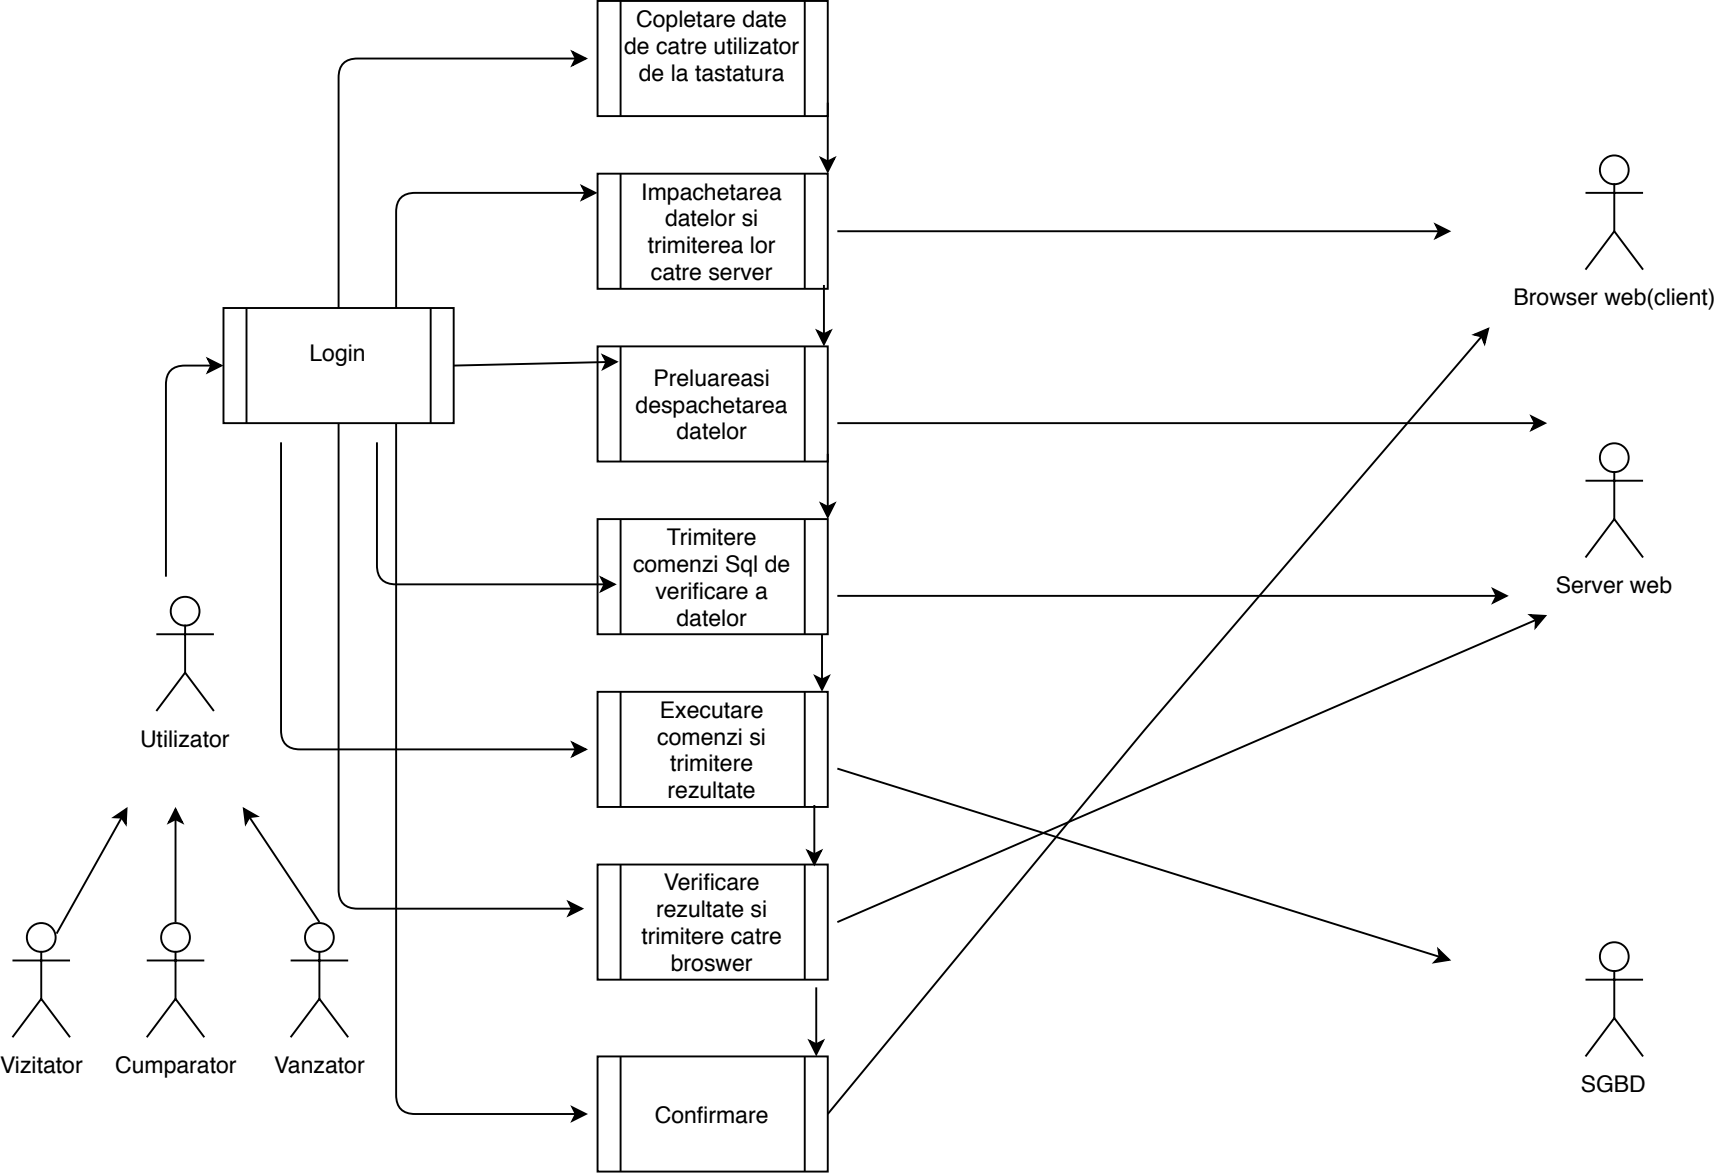 Copletare date
de catre utilizator
de la tastatura
Impachetarea
datelor si
trimiterea lor
catre server
Browser web(client)
Login
Preluareasi
despachetarea
datelor
Trimitere
comenzi Sql de
verificare a
datelor
Server web
Utilizator
Executare
comenzi si
trimitere
rezultate
Verificare
rezultate si
trimitere catre
broswer
Vizitator
Cumparator
Vanzator
Confirmare
SGBD